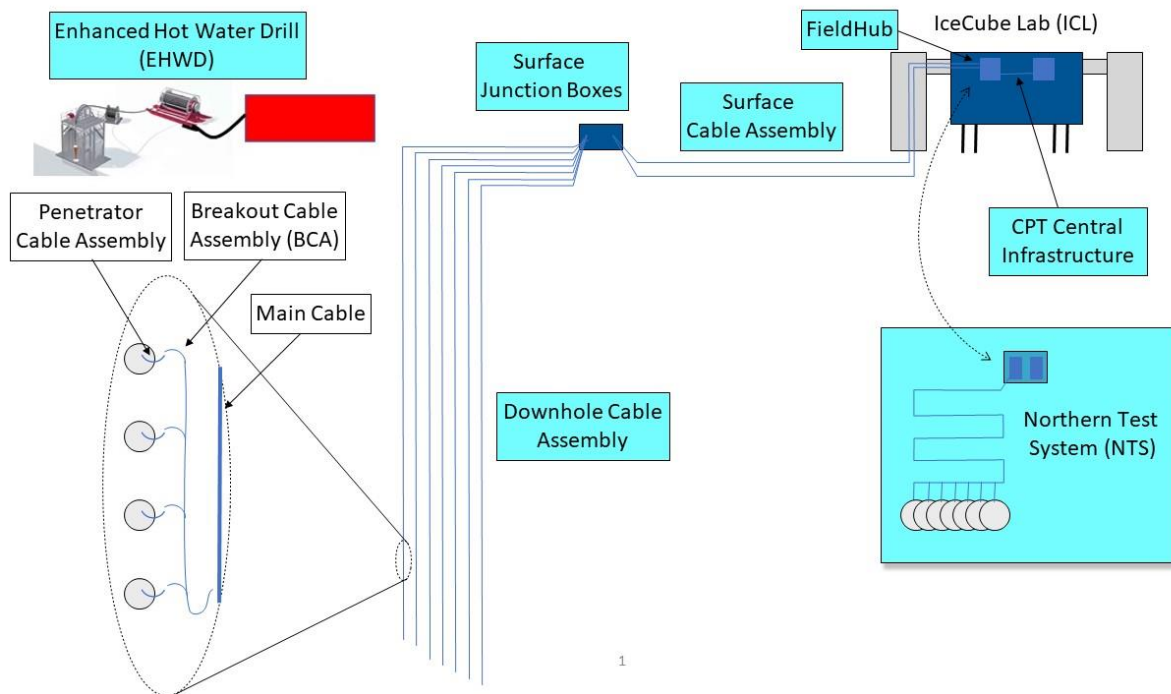 Enhanced Hot Water Drill
(EHWD)
Surface
Junction Boxes
FieldHub
IceCube Lab (ICL)
Surface
Cable Assembly
Penetrator
Cable Assembly
Breakout Cable
Assembly (BCA)
Main Cable
CPT Central
Infrastructure
Downhole Cable
Assembly
Northern Test
System (NTS)
1